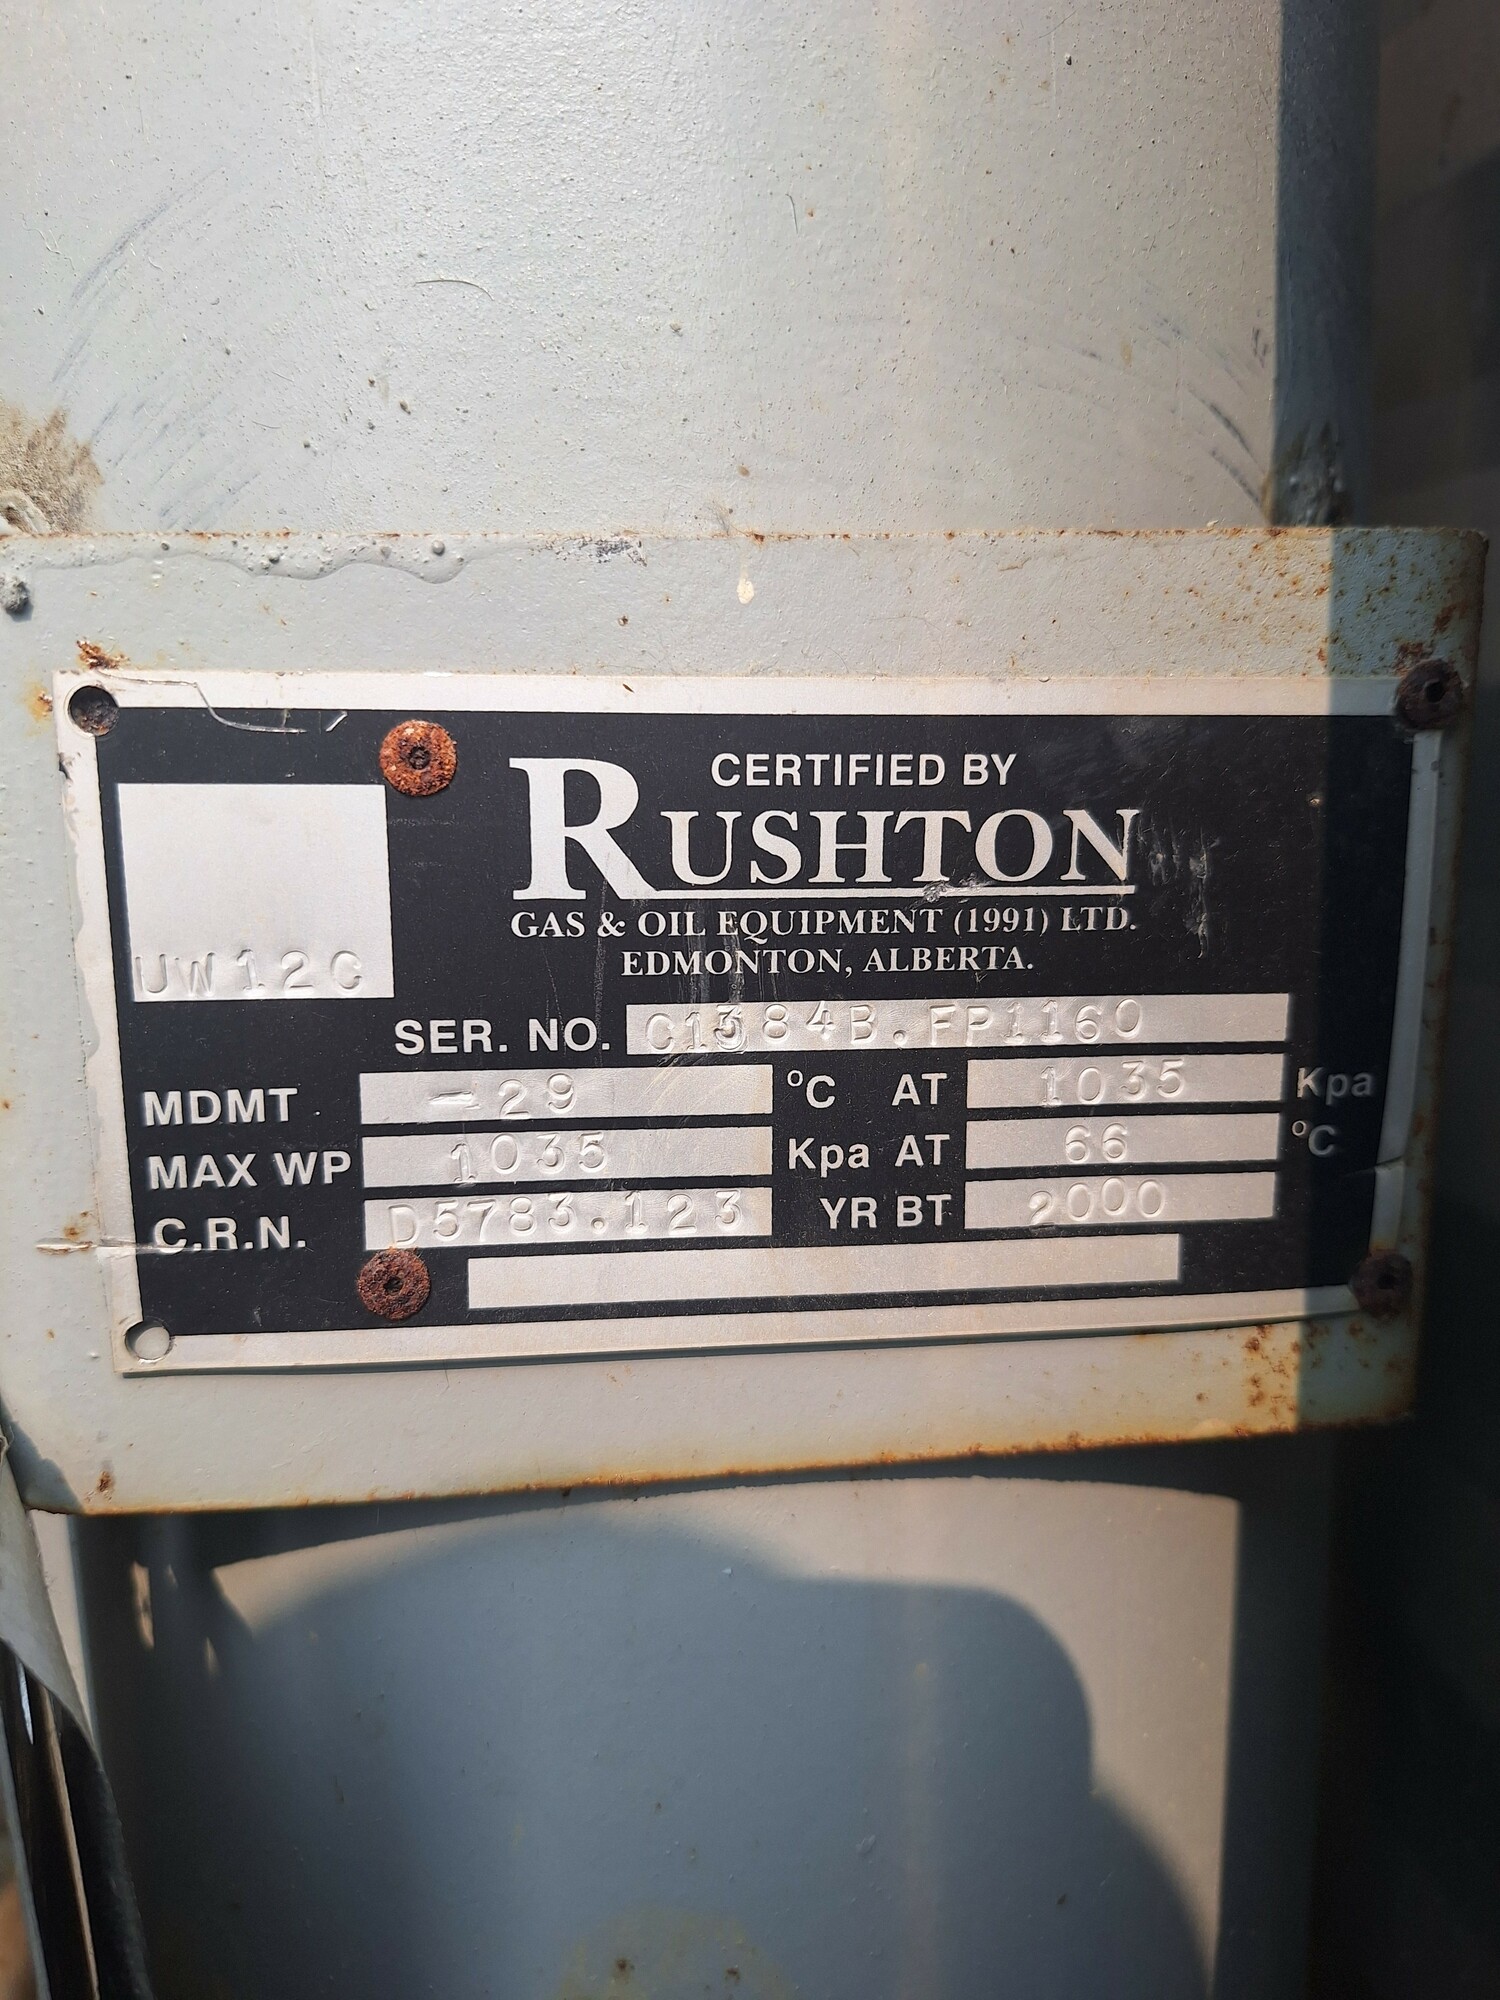 CERTIFIED BY
RUSHTON
GAS & OIL EQUIPMENT (1991) LTD.
EDMONTON, ALBERTA.
UW12C
SER. NO. C1384B.FP1160
MDMT -29 °C AT 1035 Kpa
MAX WP 1035 Kpa AT 66 °C
C.R.N. D5783.123 YR BT 2000